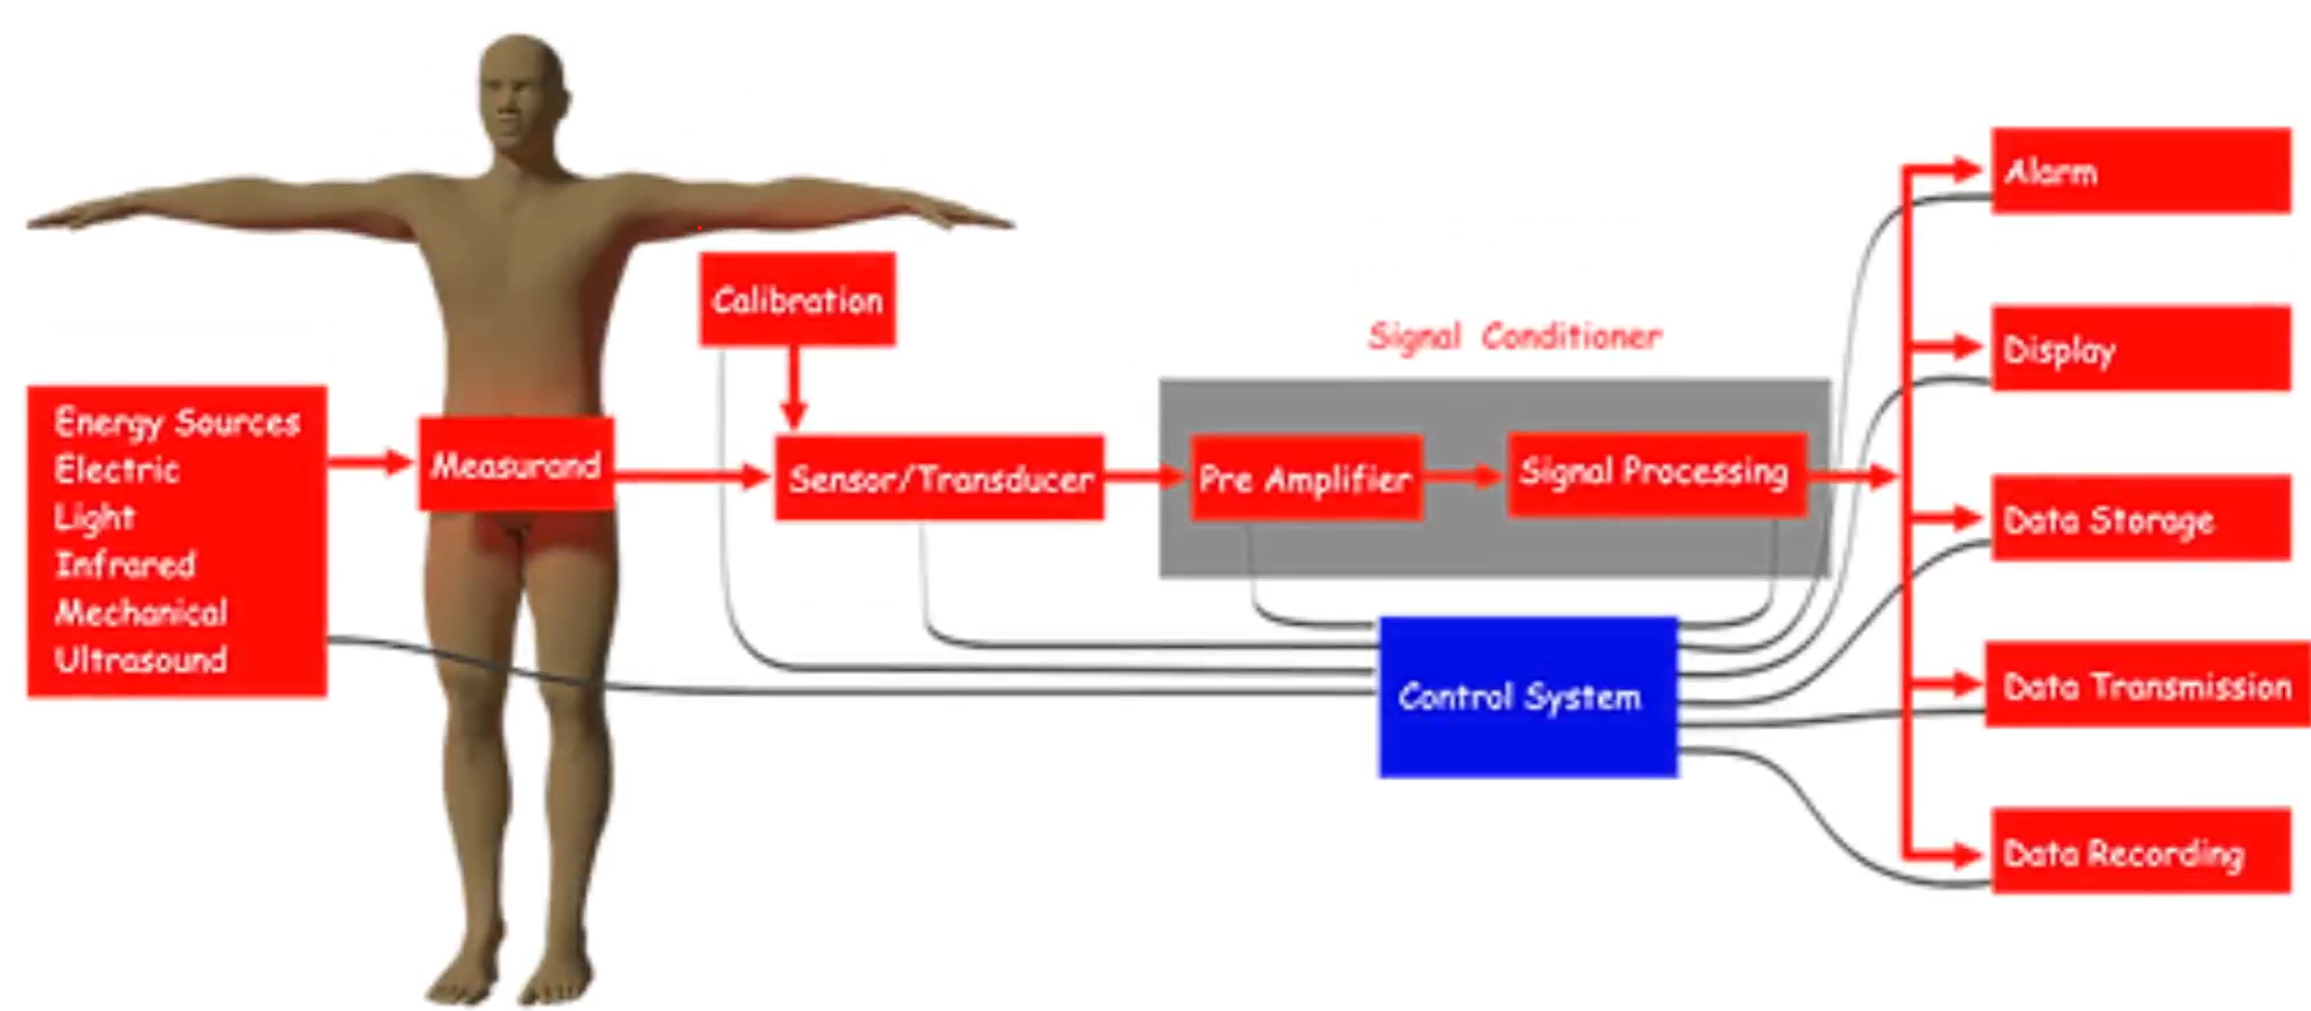 Energy Sources
Electric
Light
Infrared
Mechanical
Ultrasound
Measurand
Calibration
Sensor/Transducer
Signal Conditioner
Pre Amplifier
Signal Processing
Control System
Alarm
Display
Data Storage
Data Transmission
Data Recording